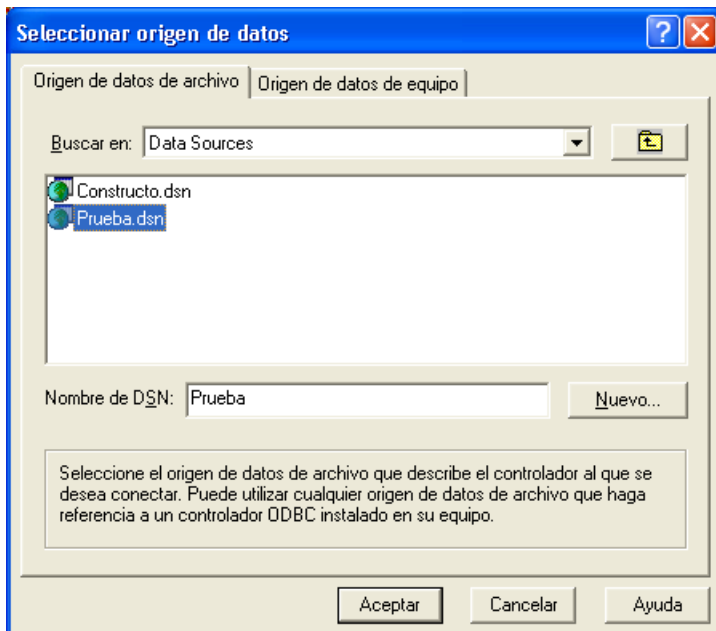 Seleccionar origen de datos
Origen de datos de archivo Origen de datos de equipo
Buscar en: Data Sources
Constructo.dsn
Prueba.dsn
Nombre de DSN: Prueba Nuevo...
Seleccione el origen de datos de archivo que describe el controlador al que se
desea conectar. Puede utilizar cualquier origen de datos de archivo que haga
referencia a un controlador ODBC instalado en su equipo.
Aceptar Cancelar Ayuda